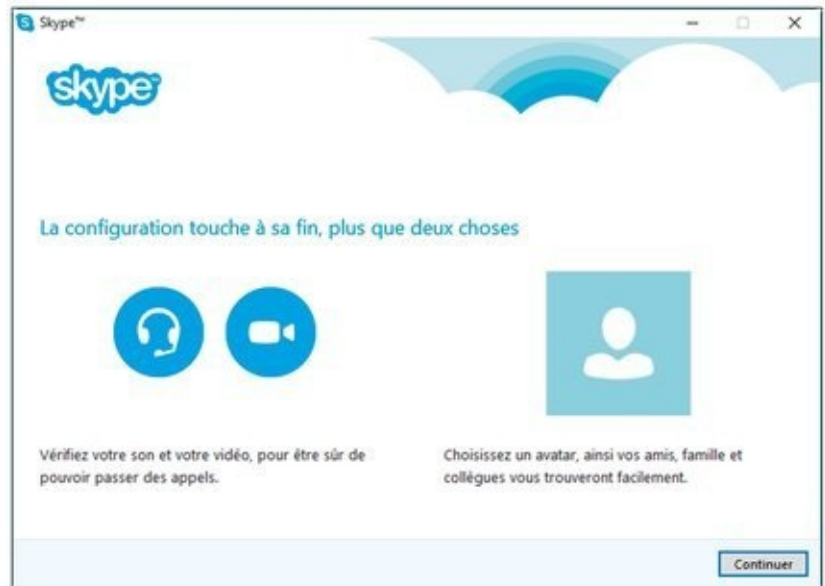 Skype™
skype
La configuration touche à sa fin, plus que deux choses
Vérifiez votre son et votre vidéo, pour être sûr de
pouvoir passer des appels.
Choisissez un avatar, ainsi vos amis, famille et
collègues vous trouveront facilement.
Continuer